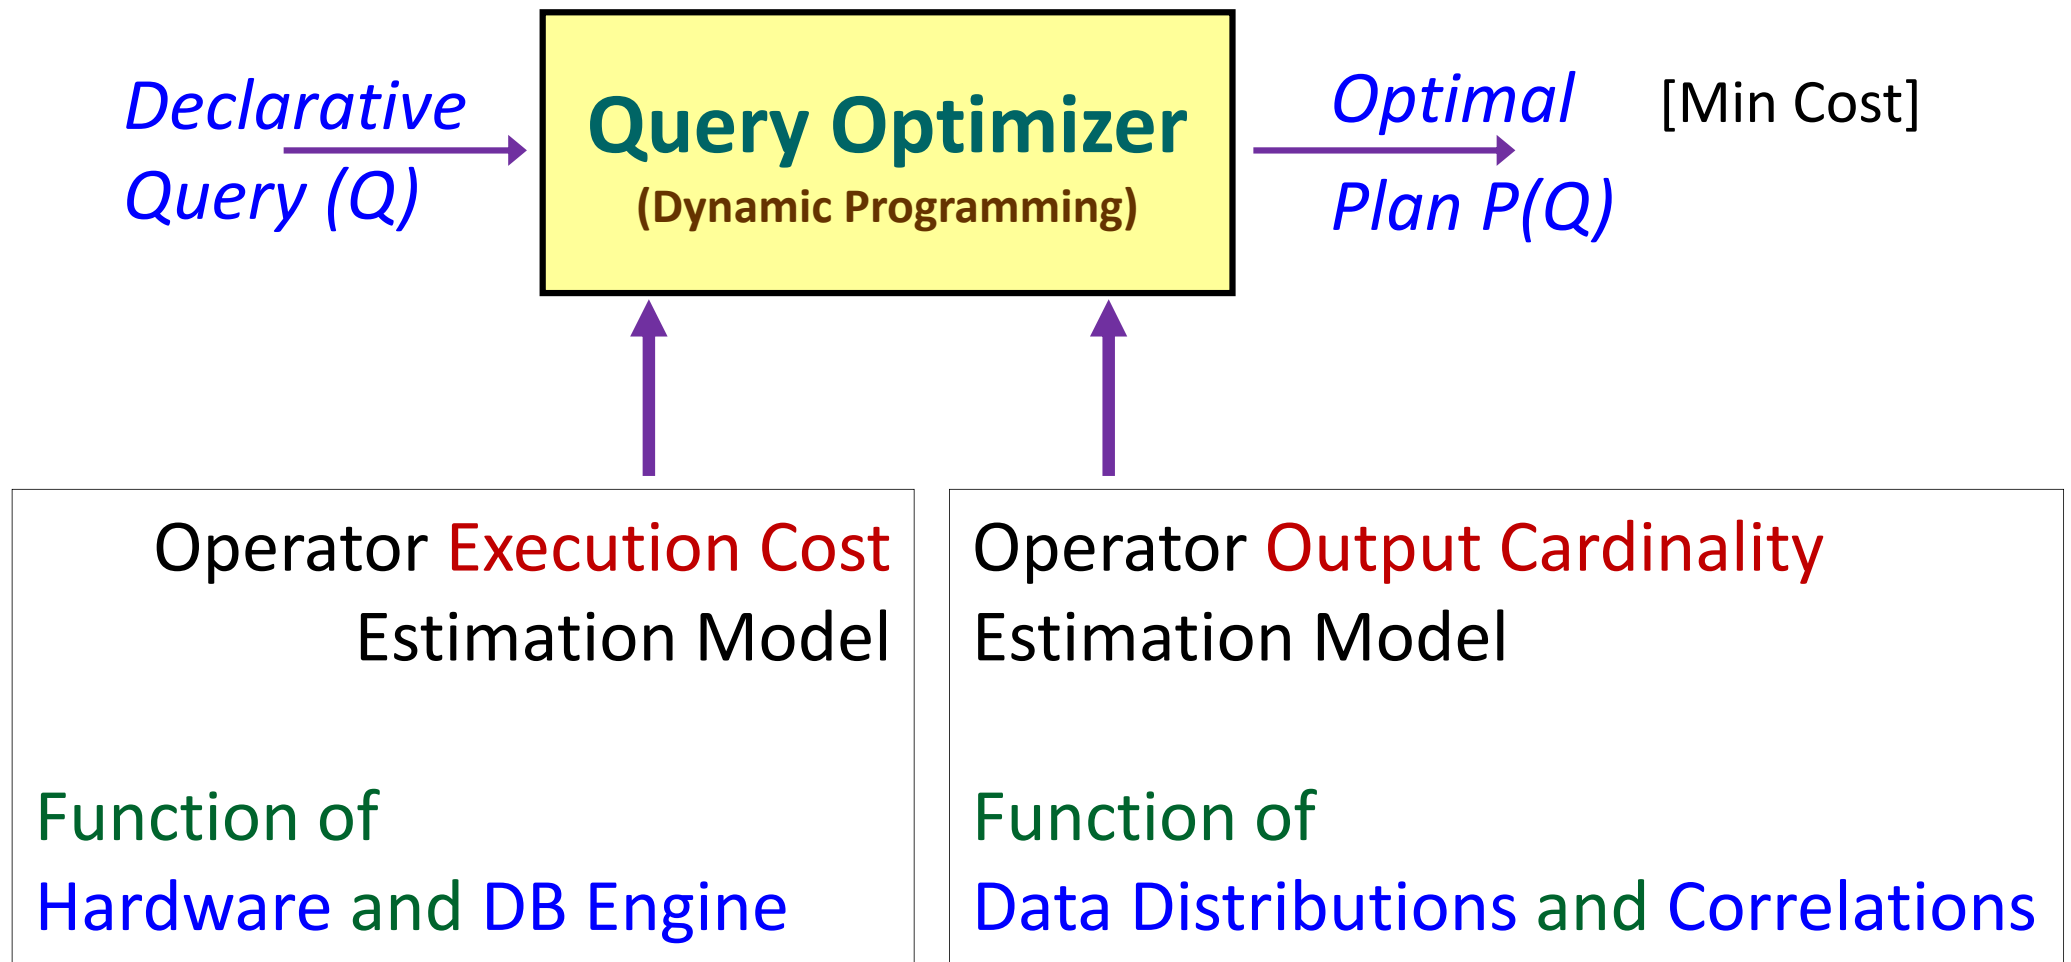 Declarative
Query (Q)
Query Optimizer
(Dynamic Programming)
Optimal [Min Cost]
Plan P(Q)
Operator Execution Cost
Estimation Model
Function of
Hardware and DB Engine
Operator Output Cardinality
Estimation Model
Function of
Data Distributions and Correlations